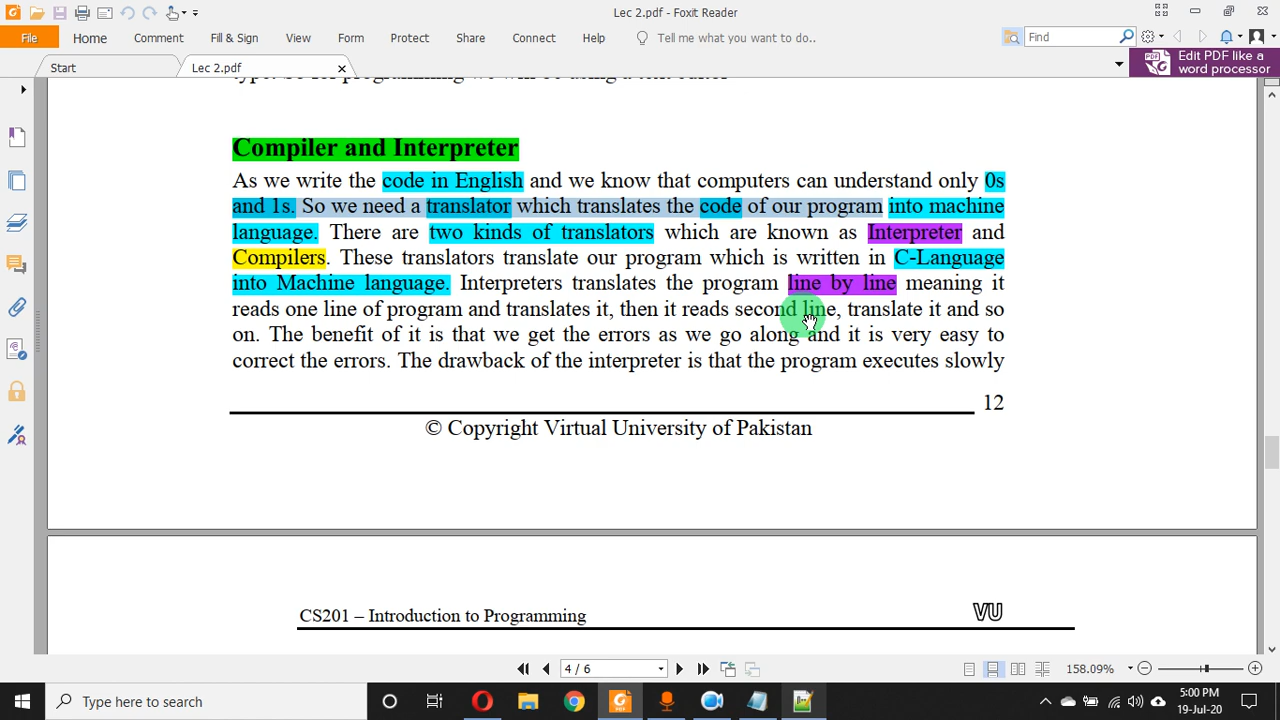 Lec 2.pdf - Foxit Reader
File Home Comment Fill & Sign View Form Protect Share Connect Help Tell me what you want to do.. Find
Start Lec 2.pdf Edit PDF like a
word processor
Compiler and Interpreter
As we write the code in English and we know that computers can understand only 0s
and 1s. So we need a translator which translates the code of our program into machine
language. There are two kinds of translators which are known as Interpreter and
Compilers. These translators translate our program which is written in C-Language
into Machine language. Interpreters translates the program line by line meaning it
reads one line of program and translates it, then it reads second line, translate it and so
on. The benefit of it is that we get the errors as we go along and it is very easy to
correct the errors. The drawback of the interpreter is that the program executes slowly
12
© Copyright Virtual University of Pakistan
CS201 – Introduction to Programming VU
4 / 6 158.09%
Type here to search
5:00 PM
19-Jul-20